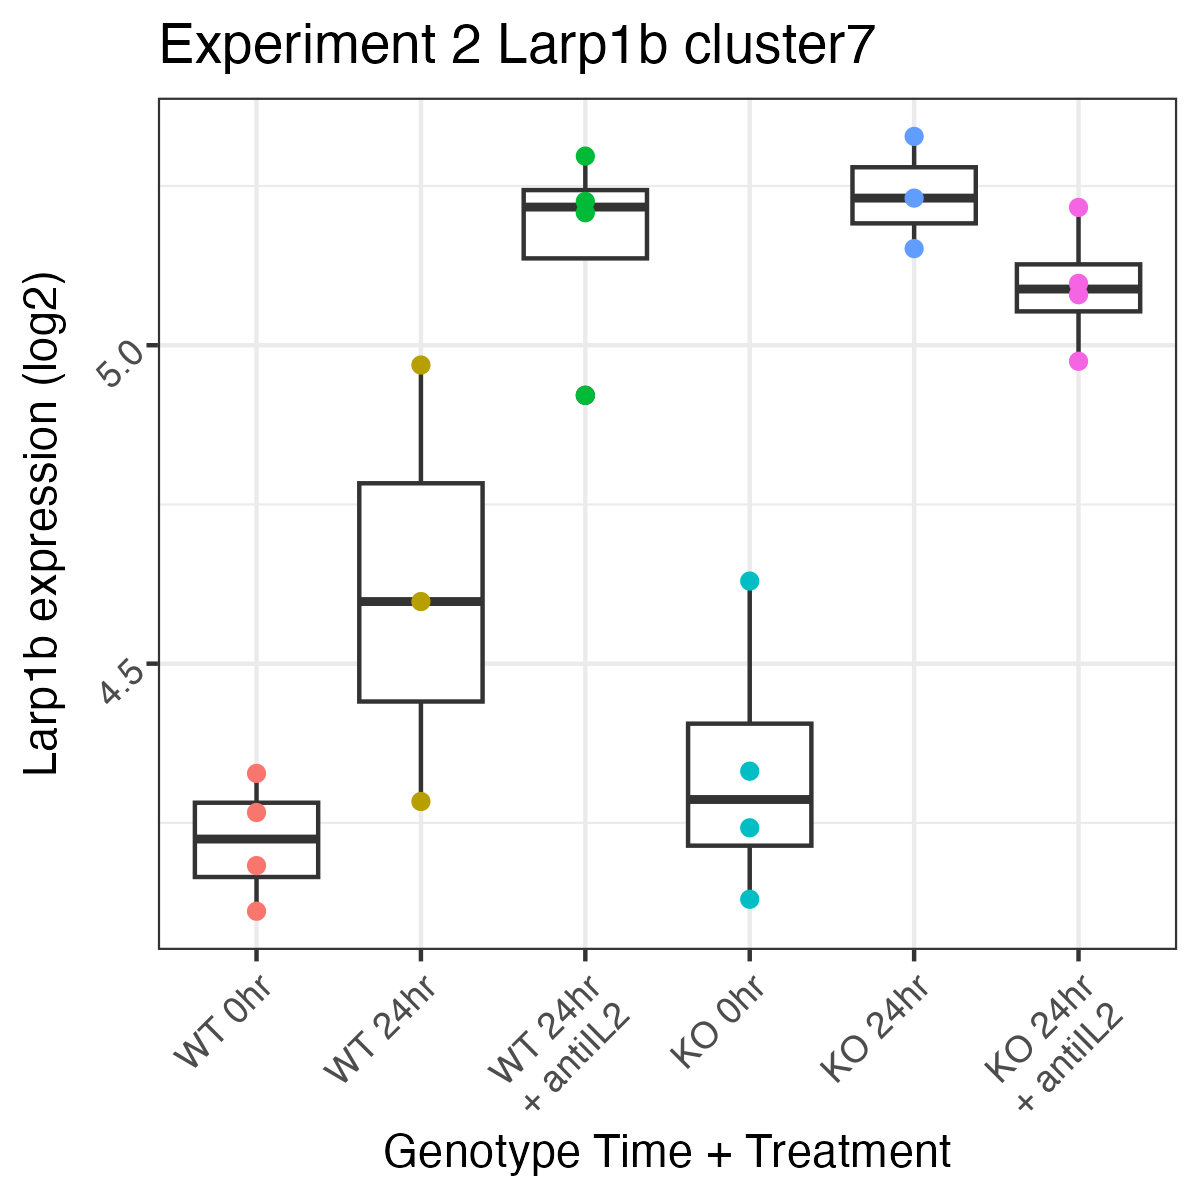 Experiment 2 Larp1b cluster7
Larp1b expression (log2)
5.0
4.5
WT 0hr
WT 24hr
WT 24hr
+ antiIL2
KO 0hr
KO 24hr
KO 24hr
+ antiIL2
Genotype Time + Treatment